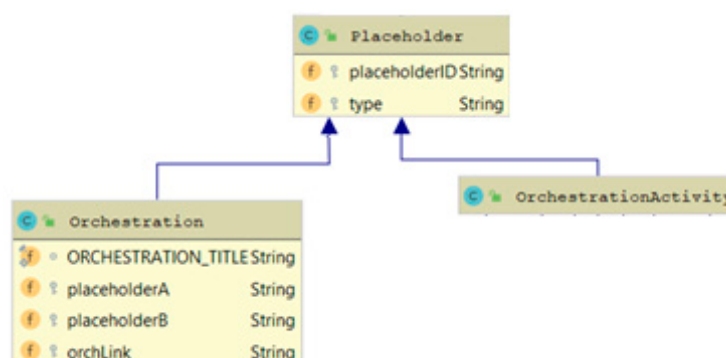 Placeholder
placeholderID String
type String
Orchestration
ORCHESTRATION_TITLE String
placeholderA String
placeholderB String
orchLink String
OrchestrationActivity